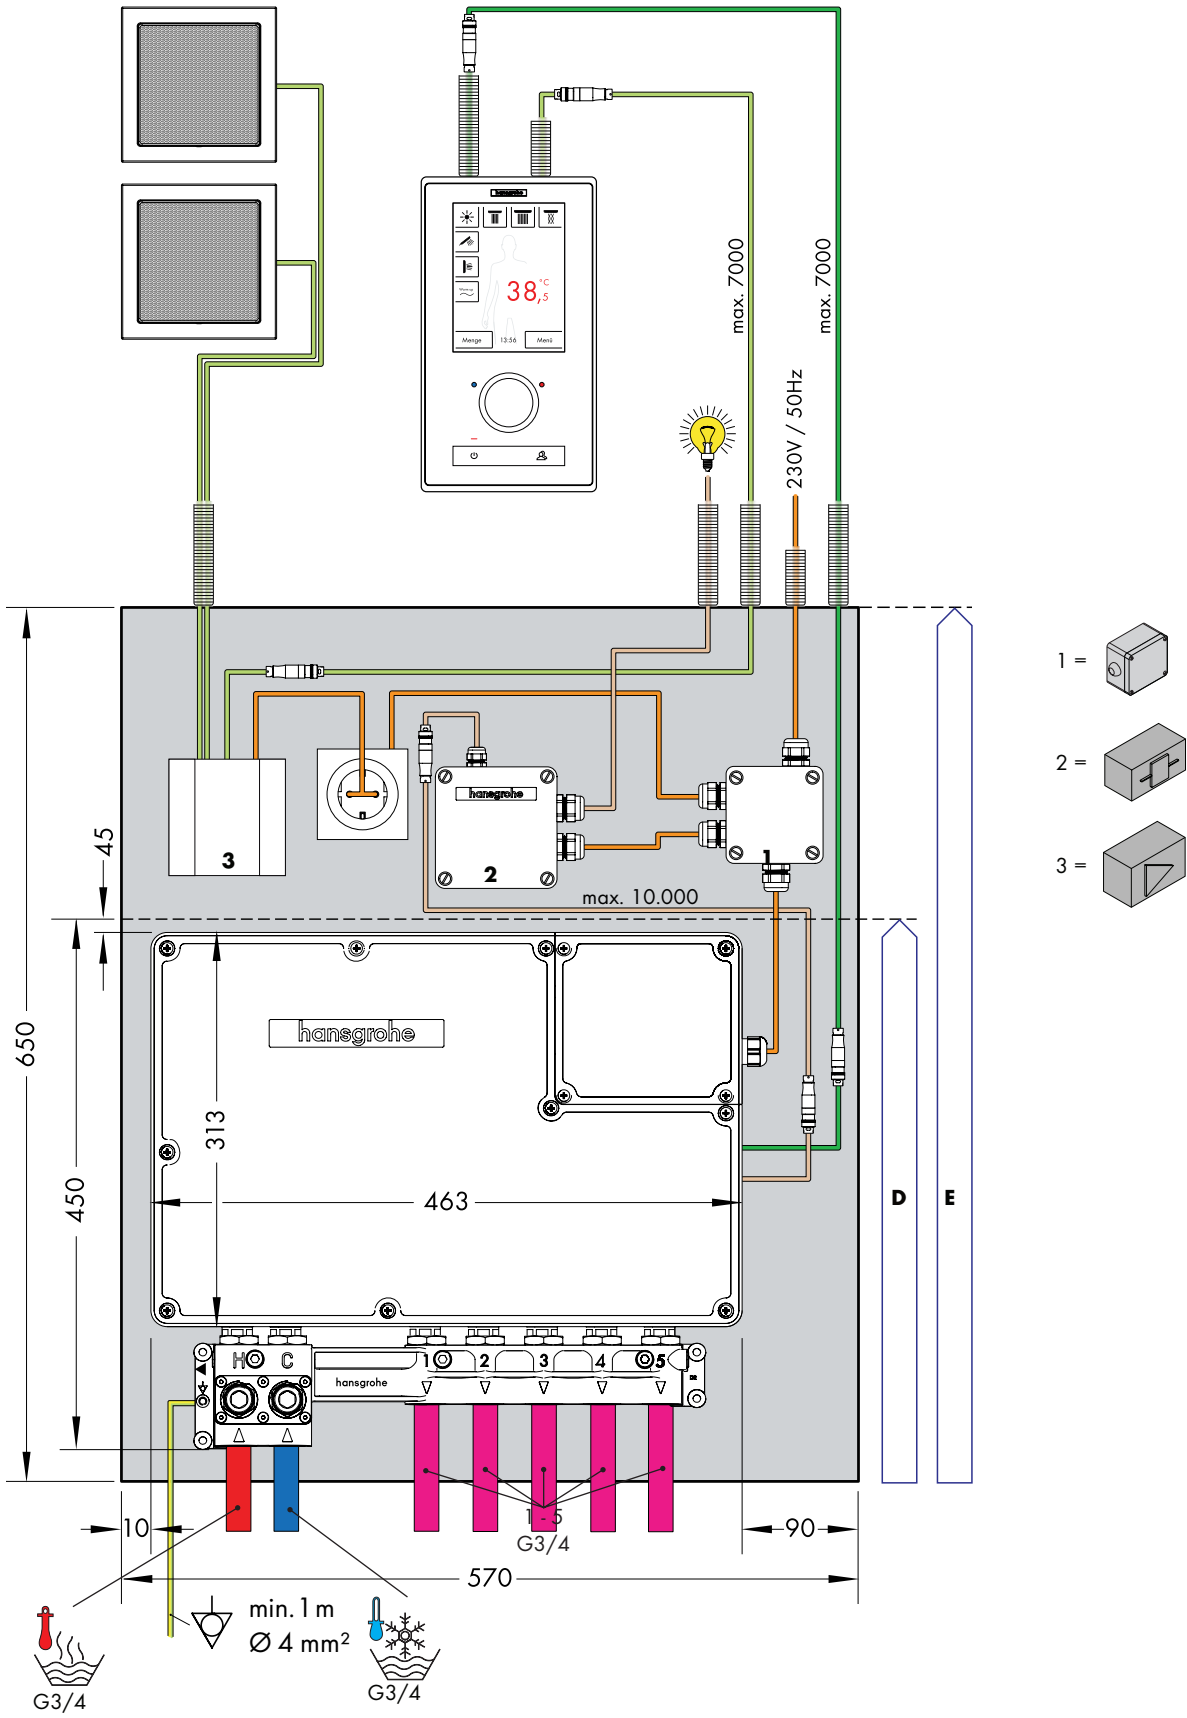 hansgrohe
Warm up
38,5 °C
Menge 13:56 Menü
max. 7000
max. 7000
230V / 50Hz
1 =
2 =
3 =
hansgrohe
3
2
1
max. 10.000
45
650
450
313
463
hansgrohe
D
E
H C
1 2 3 4 5
hansgrohe
1 - 5
G3/4
10
90
570
min. 1 m
Ø 4 mm²
G3/4
G3/4